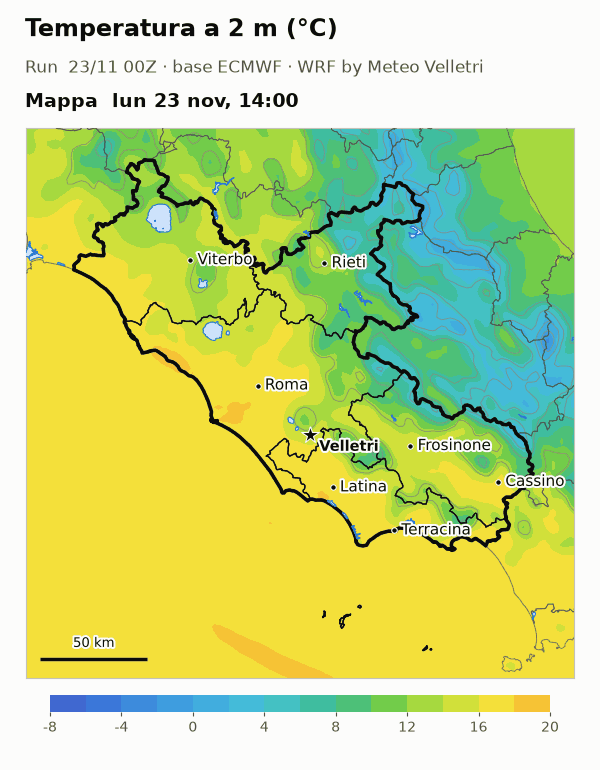 Temperatura a 2 m (°C)
Run  23/11 00Z · base ECMWF · WRF by Meteo Velletri
Mappa  lun 23 nov, 14:00
Viterbo
Rieti
Roma
Velletri
Frosinone
Cassino
Latina
Terracina
50 km
-8 -4 0 4 8 12 16 20